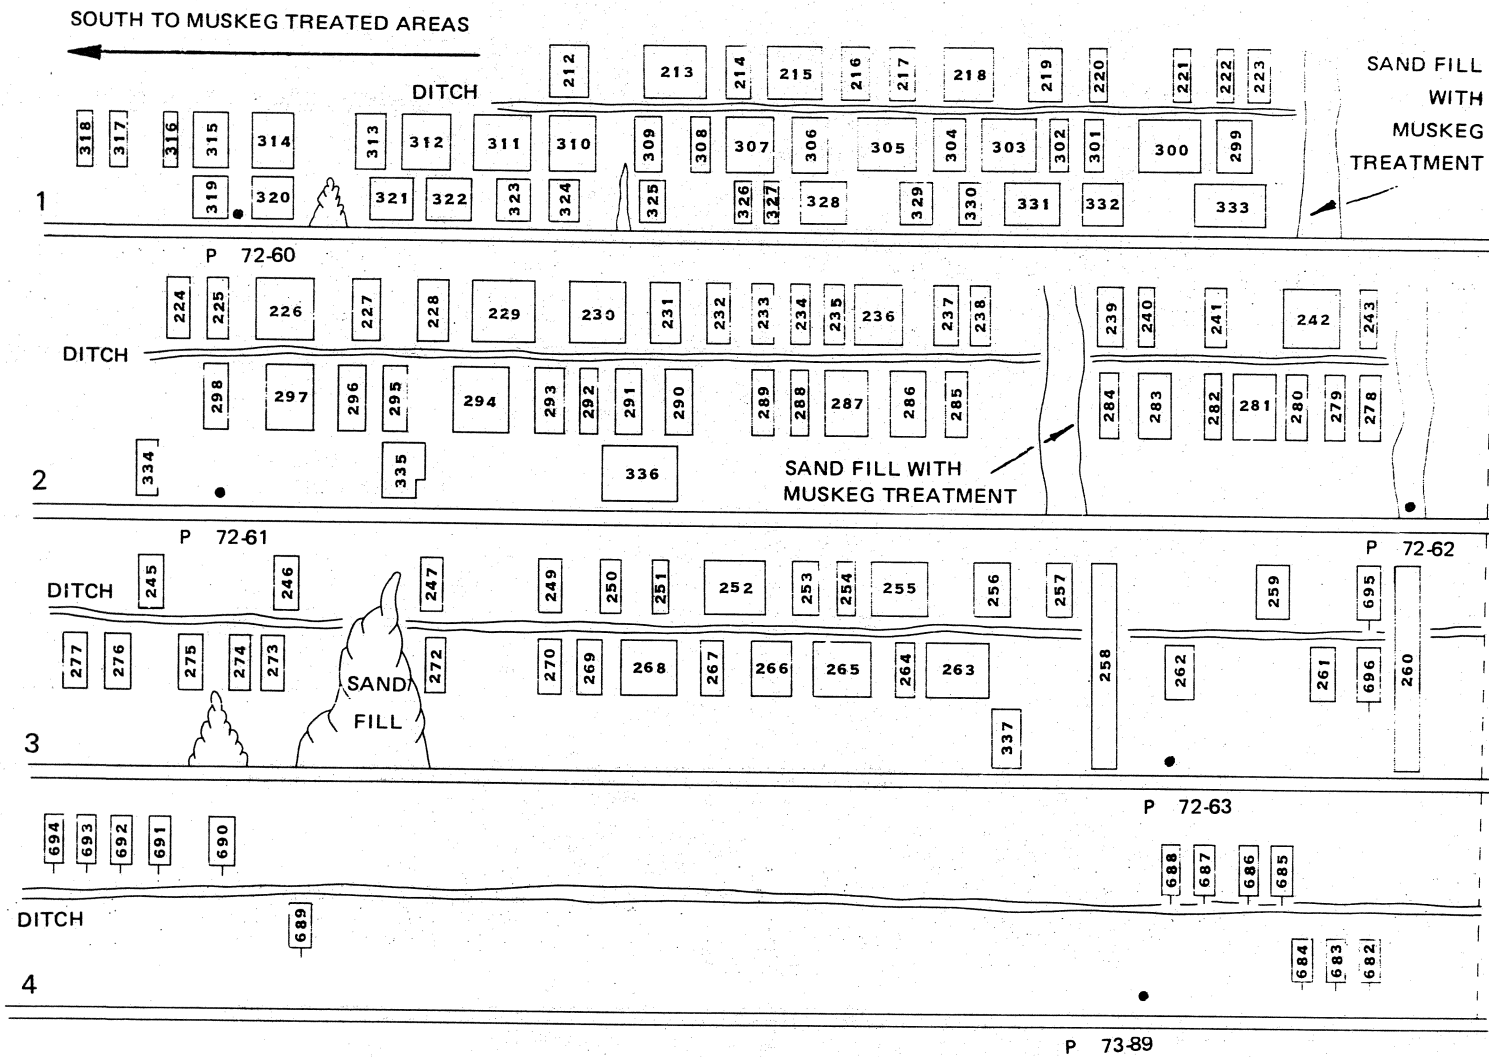 SOUTH TO MUSKEG TREATED AREAS
212 213 214 215 216 217 218 219 220 221 222 223
SAND FILL
WITH
MUSKEG
TREATMENT
DITCH
318 317 316 315 314 313 312 311 310 309 308 307 306 305 304 303 302 301 300 299
319 320 321 322 323 324 325 326 327 328 329 330 331 332 333
1
P 72-60
224 225 226 227 228 229 230 231 232 233 234 235 236 237 238 239 240 241 242 243
DITCH
298 297 296 295 294 293 292 291 290 289 288 287 286 285 284 283 282 281 280 279 278
334 335 336
SAND FILL WITH
MUSKEG TREATMENT
2
P 72-61
P 72-62
245 246 247 249 250 251 252 253 254 255 256 257 258 259 695 260
DITCH
277 276 275 274 273 272 270 269 268 267 266 265 264 263 262 261 696
SAND
FILL
337
3
P 72-63
694 693 692 691 690 688 687 686 685
DITCH
689 684 683 682
4
P 73-89